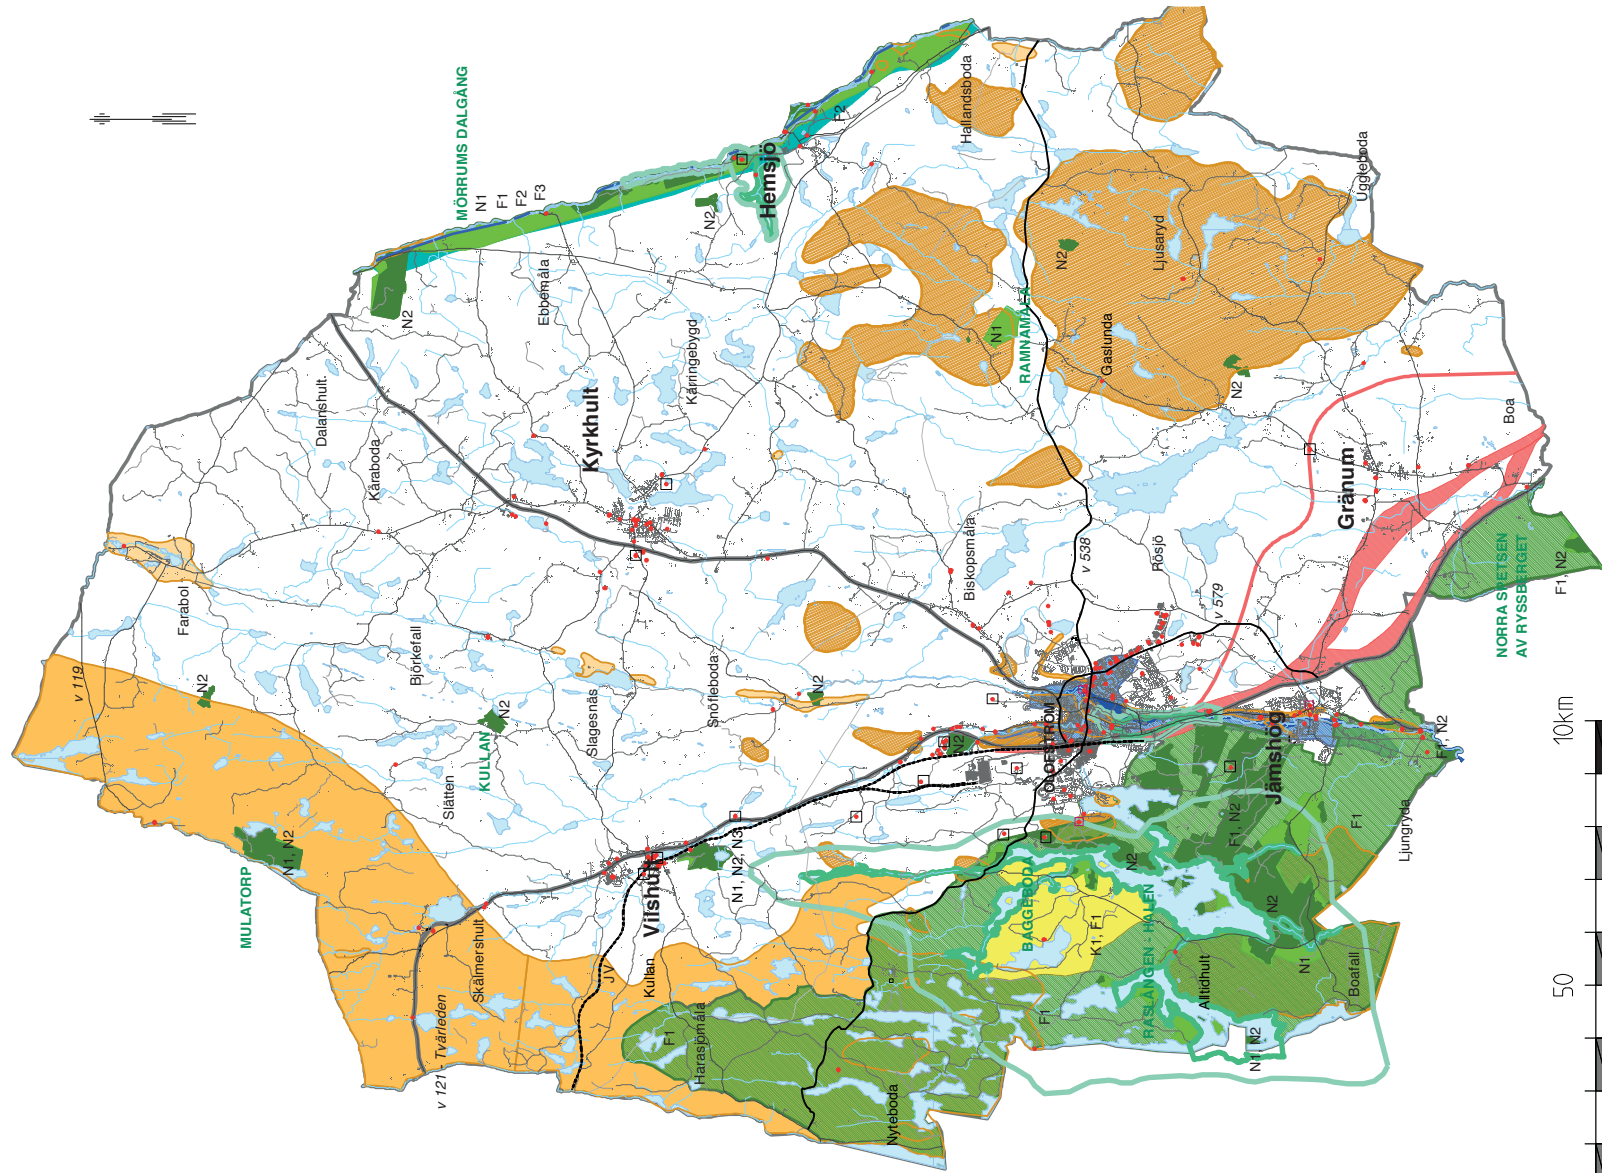 MÖRRUMS DALGÅNG
N1
F1
F2
F3
F2
Hallandsboda
Hemsjö
Uggleboda
N2
N2
N2
Ljusaryd
Ebbemåla
Dalanshult
Kåraboda
Kärringebygd
Kyrkhult
N1
RAMNAMÅLA
Gaslunda
N2
Boa
Gränum
Farabol
Björkefall
Slagesnäs
Snöfleboda
Biskopsmåla
v 538
Rösjö
v 579
NORRA SPETSEN
AV RYSSBERGET
F1, N2
v 119
N2
N2
KULLAN
Slätten
N2
N2
OLOFSTRÖM
Jämshög
F1, N2
10km
MULATORP
N1, N2
Vilshult
N1, N2, N3
F1, N2
F1
Ljungryda
N2
BAGGEBODA
K1, F1
RASLÅNGEN - HALEN
N2
N1
Alltidhult
Boafall
50
Skälmershult
Tvärleden
v 121
JV
Kullan
F1
Harasjömåla
F1
N1, N2
Nyteboda